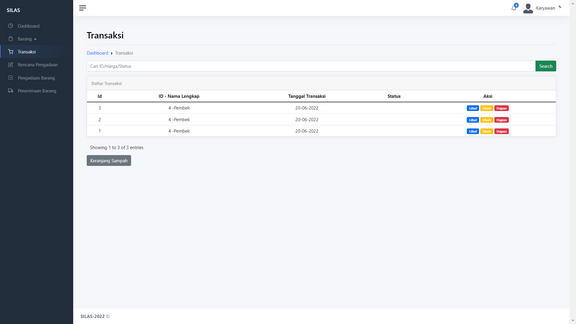 SILAS
Karyawan
Dashboard
Barang
Transaksi
Rencana Pengadaan
Pengadaan Barang
Penerimaan Barang
Transaksi
Dashboard Transaksi
Cari ID/Harga/Status Search
Daftar Transaksi
Id ID - Nama Lengkap Tanggal Transaksi Status Aksi
3 4 -Pembeli 20-06-2022 Lihat Hapus
2 4 -Pembeli 20-06-2022 Lihat Hapus
1 4 -Pembeli 20-06-2022 Lihat Hapus
Showing 1 to 3 of 3 entries
Keranjang Sampah
SILAS-2022 ©